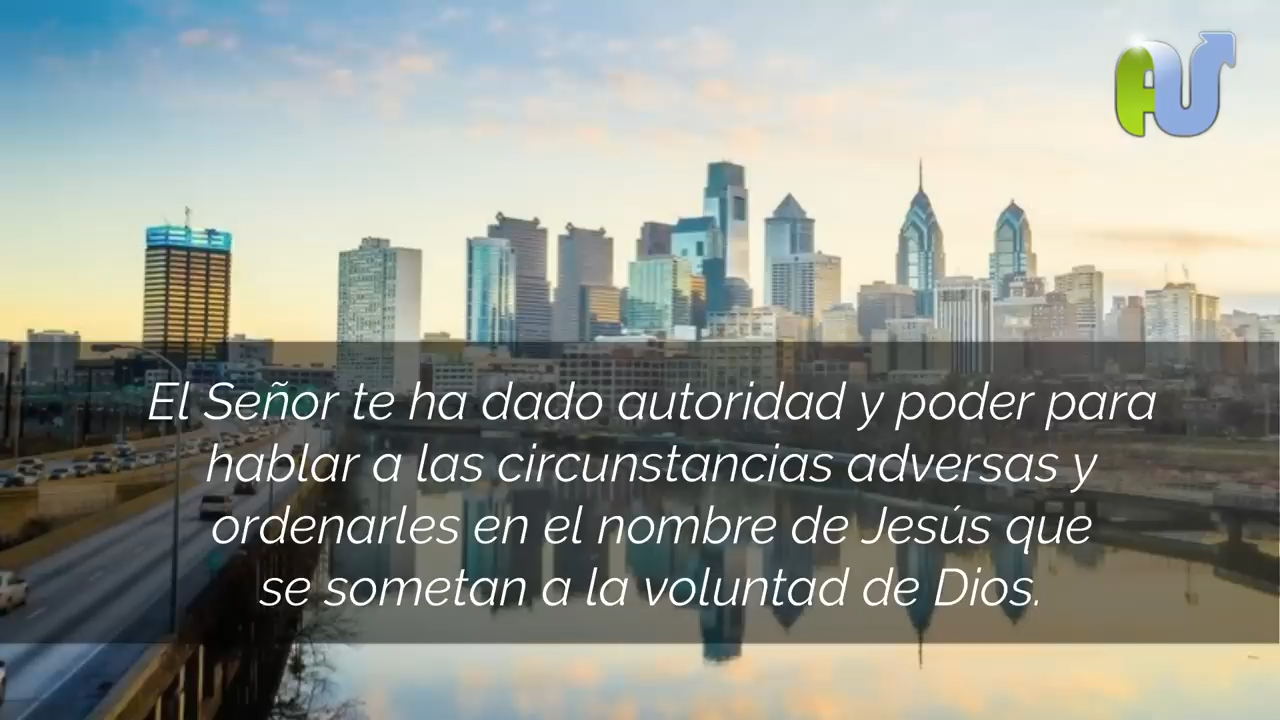 AU
El Señor te ha dado autoridad y poder para
hablar a las circunstancias adversas y
ordenarles en el nombre de Jesús que
se sometan a la voluntad de Dios.